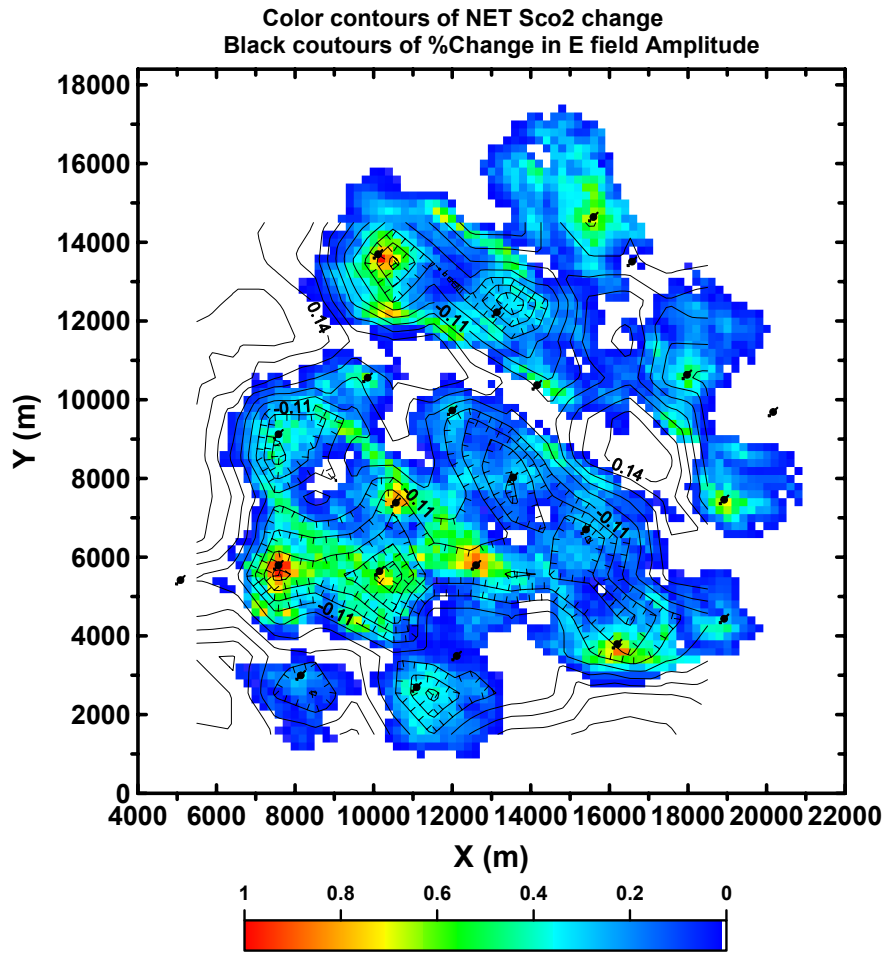 Color contours of NET Sco2 change
Black coutours of %Change in E field Amplitude
18000
16000
14000
12000
10000
8000
6000
4000
2000
0
Y (m)
-0.14
-0.11
-0.11
-0.14
-0.11
-0.11
-0.11
4000 6000 8000 10000 12000 14000 16000 18000 20000 22000
X (m)
1 0.8 0.6 0.4 0.2 0